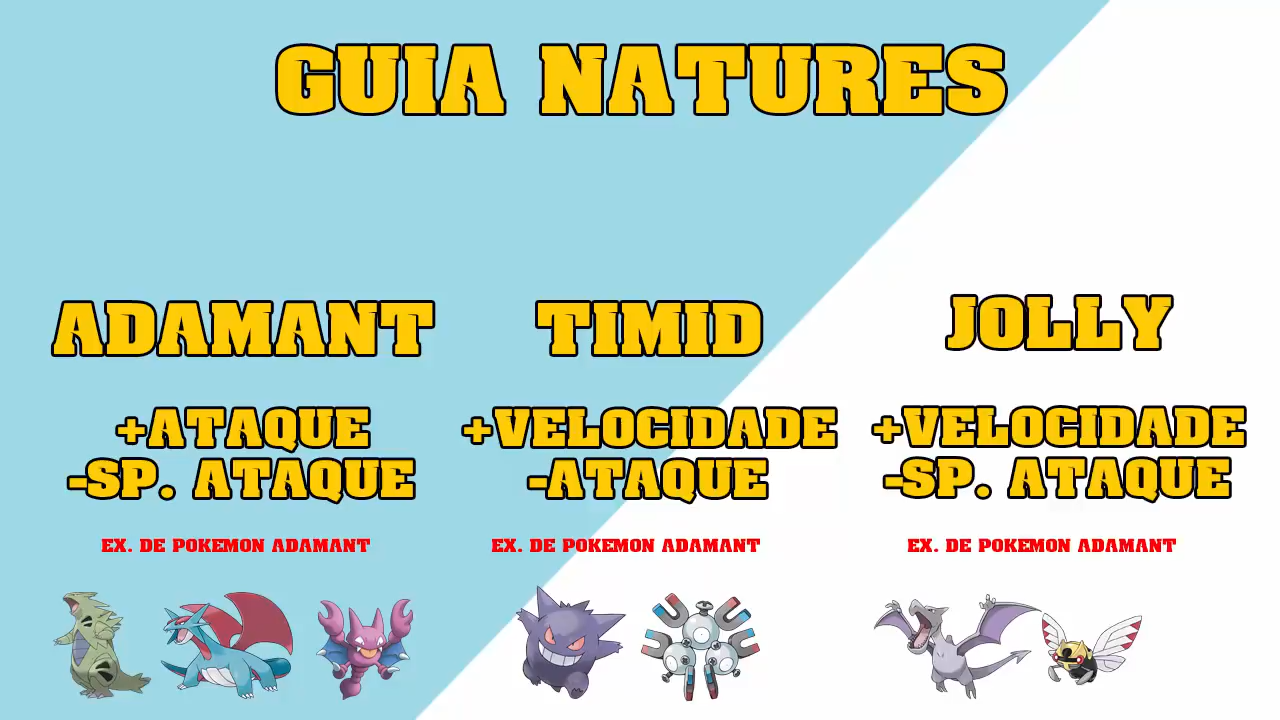 GUIA NATURES
ADAMANT
+ATAQUE
-SP. ATAQUE
EX. DE POKEMON ADAMANT
TIMID
+VELOCIDADE
-ATAQUE
EX. DE POKEMON ADAMANT
JOLLY
+VELOCIDADE
-SP. ATAQUE
EX. DE POKEMON ADAMANT